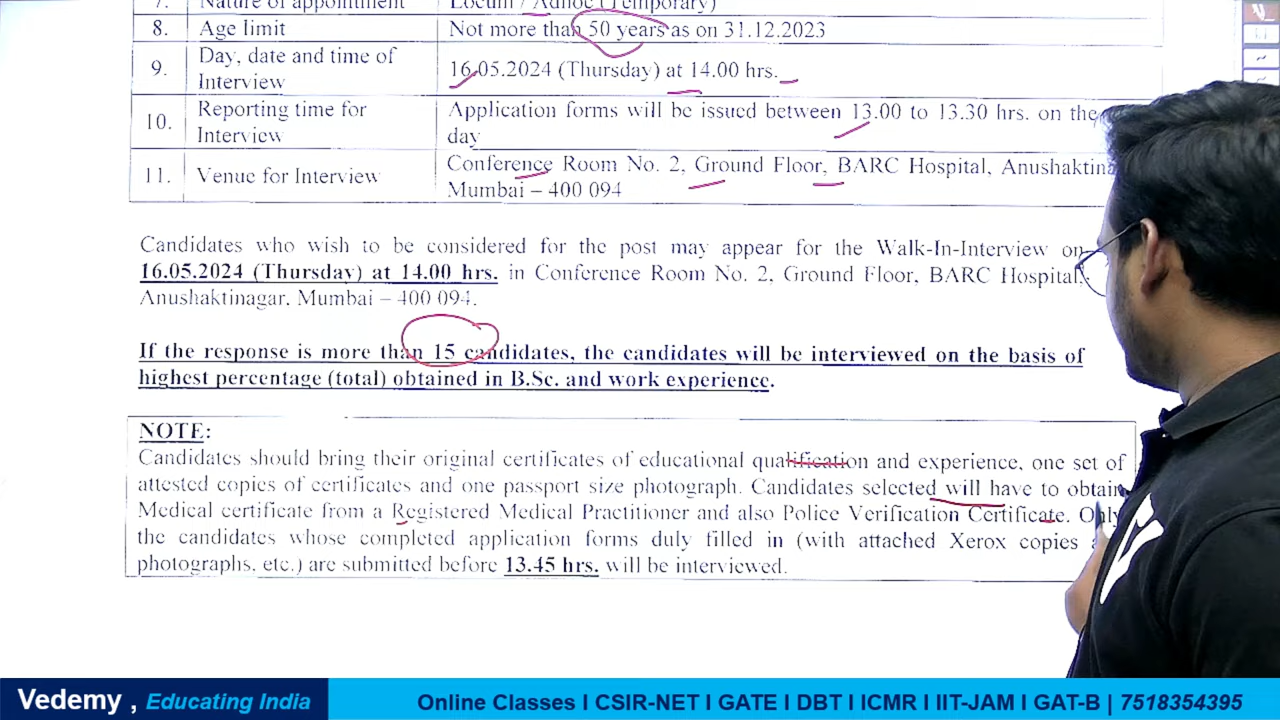 7. Nature of appointment Locum / Adhoc (Temporary)
8. Age limit Not more than 50 years as on 31.12.2023
9. Day, date and time of Interview 16.05.2024 (Thursday) at 14.00 hrs.
10. Reporting time for Interview Application forms will be issued between 13.00 to 13.30 hrs. on the day
11. Venue for Interview Conference Room No. 2, Ground Floor, BARC Hospital, Mumbai – 400 094
Candidates who wish to be considered for the post may appear for the Walk-In-Interview on
16.05.2024 (Thursday) at 14.00 hrs. in Conference Room No. 2, Ground Floor, BARC Hospital,
Anushaktinagar. Mumbai – 400 094.
If the response is more than 15 candidates, the candidates will be interviewed on the basis of
highest percentage (total) obtained in B.Sc. and work experience.
NOTE:
Candidates should bring their original certificates of educational qualification and experience, one set of
attested copies of certificates and one passport size photograph. Candidates selected will have to obtain
Medical certificate from a Registered Medical Practitioner and also Police Verification Certificate. Only
the candidates whose completed application forms duly filled in (with attached Xerox copies
photographs, etc.) are submitted before 13.45 hrs. will be interviewed.
Vedemy , Educating India
Online Classes I CSIR-NET I GATE I DBT I ICMR I IIT-JAM I GAT-B | 7518354395